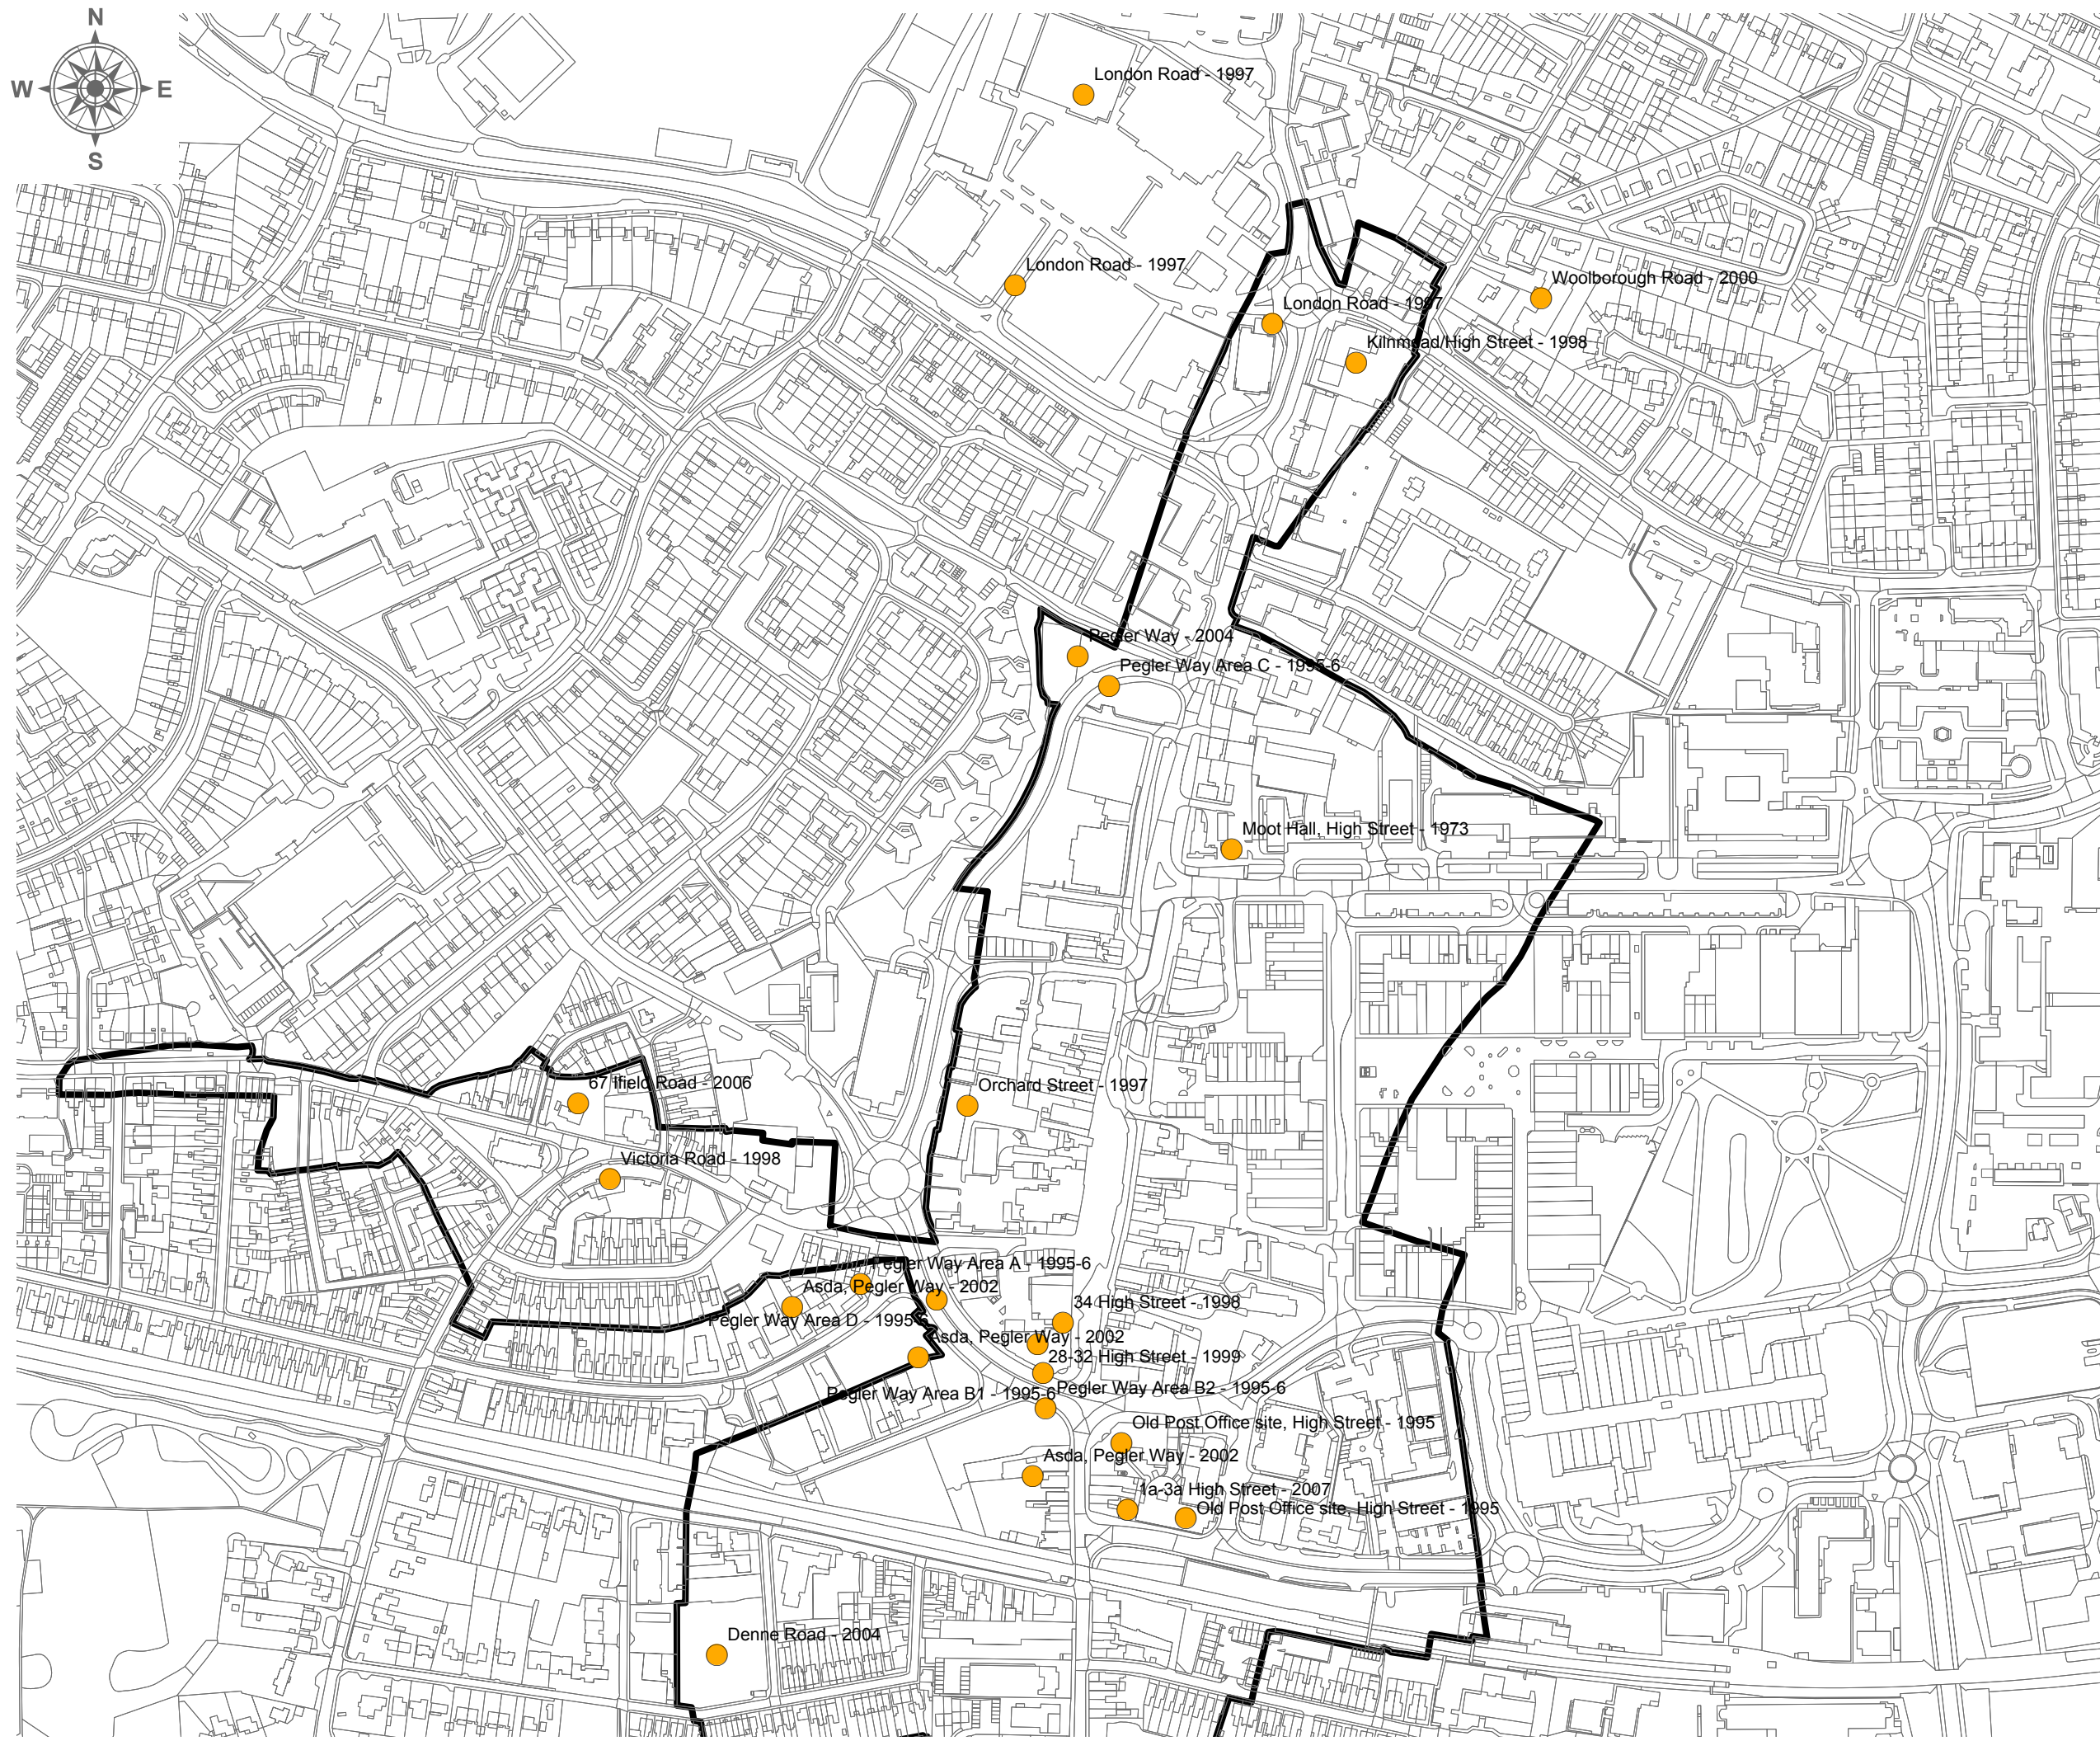 N
W E
S
London Road - 1997
London Road - 1997
Woolborough Road - 2000
London Road - 1997
Kilnmead/High Street - 1998
Pegler Way - 2004
Pegler Way Area C - 1995-6
Moot Hall, High Street - 1973
67 Ifield Road - 2006
Orchard Street - 1997
Victoria Road - 1998
Pegler Way Area A - 1995-6
Asda, Pegler Way - 2002
34 High Street - 1998
Pegler Way Area D - 1995-6
Asda, Pegler Way - 2002
28-32 High Street - 1999
Pegler Way Area B2 - 1995-6
Pegler Way Area B1 - 1995-6
Old Post Office site, High Street - 1995
Asda, Pegler Way - 2002
1a-3a High Street - 2007
Old Post Office site, High Street - 1995
Denne Road - 2004